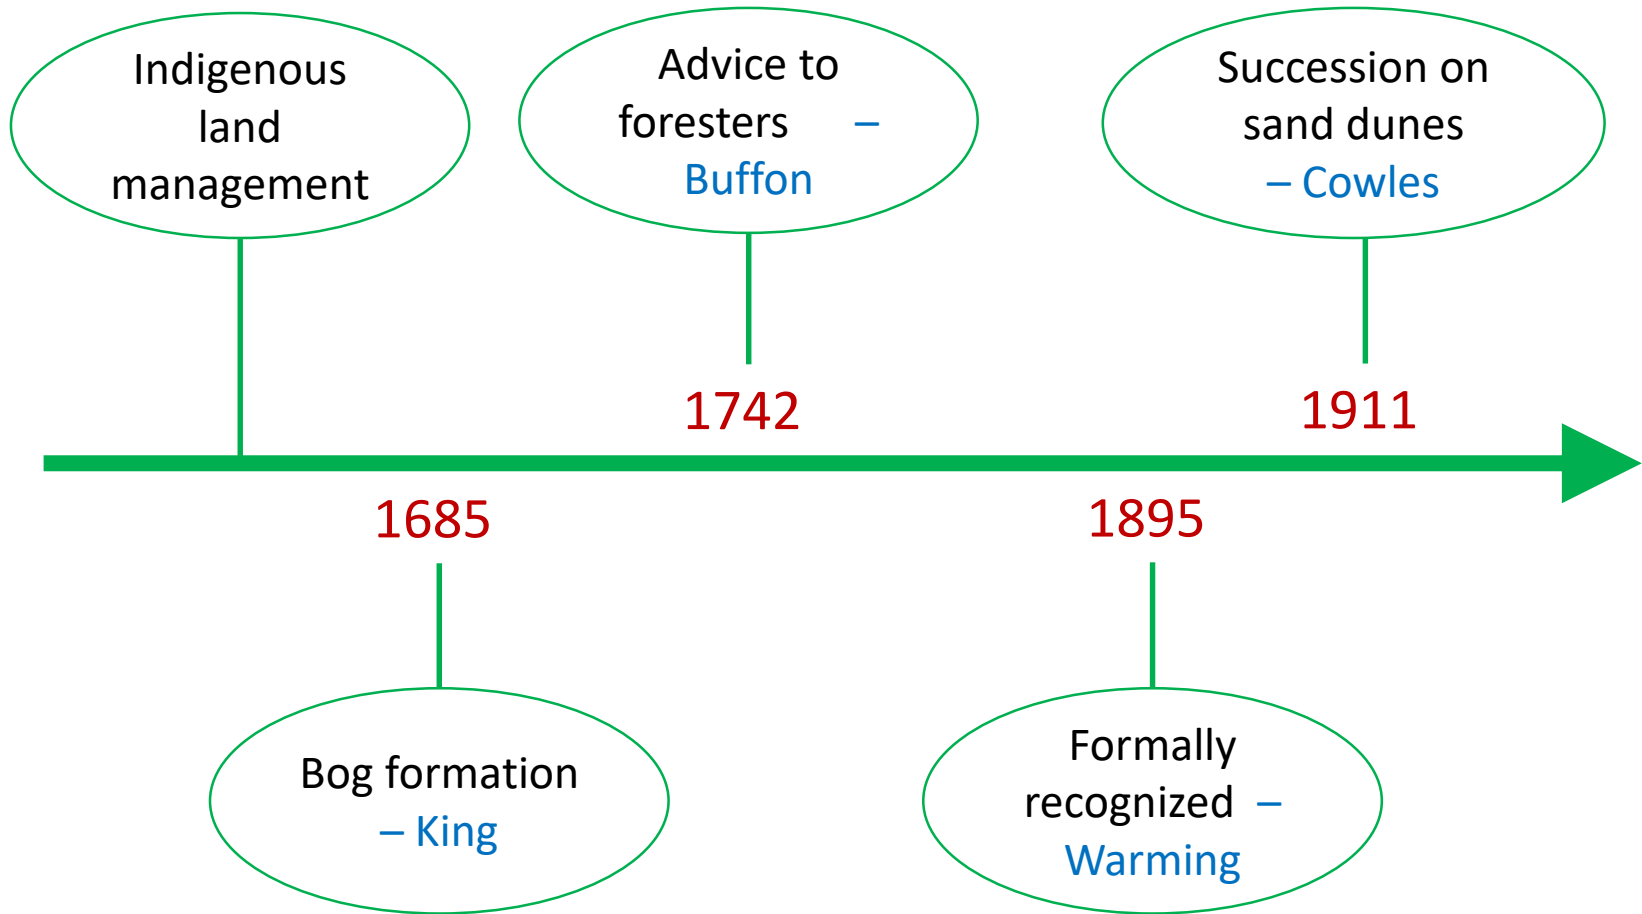 Indigenous
land
management
Advice to
foresters –
Buffon
Succession on
sand dunes
– Cowles
1742
1911
1685
1895
Bog formation
– King
Formally
recognized –
Warming